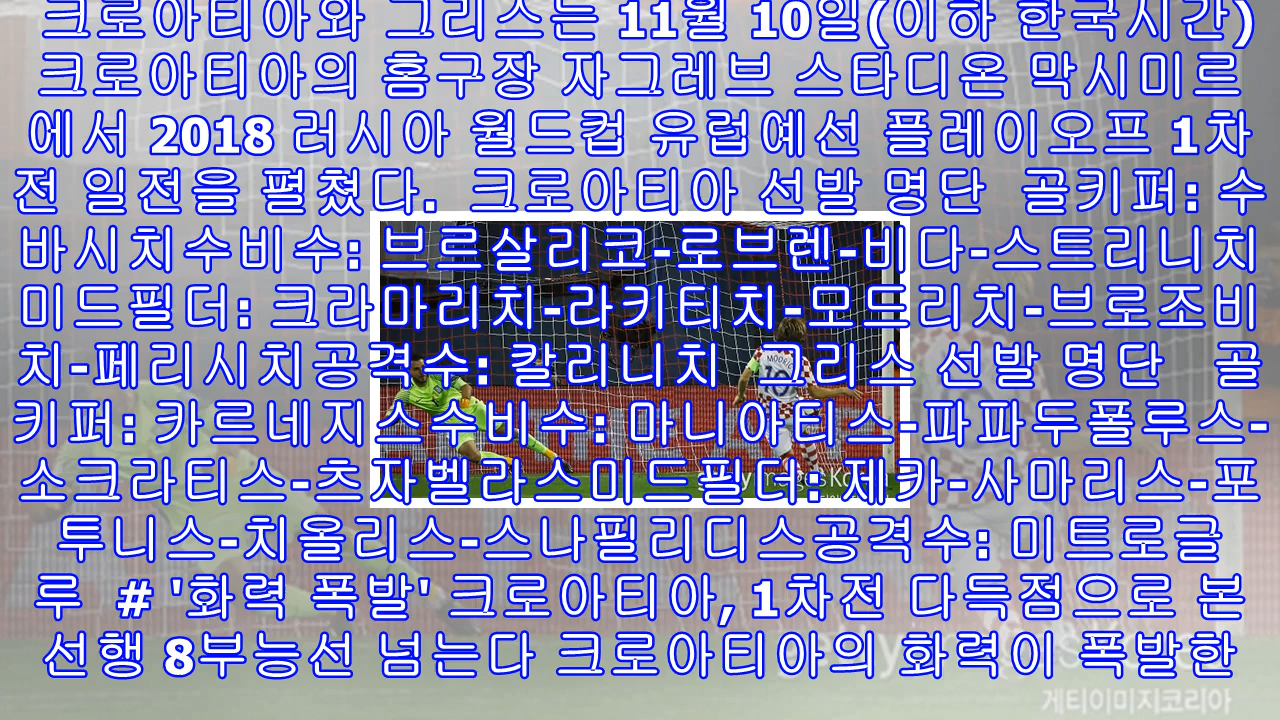 크로아티아와 그리스는 11월 10일(이하 한국시간)
크로아티아의 홈구장 자그레브 스타디온 막시미르
에서 2018 러시아 월드컵 유럽예선 플레이오프 1차
전 일전을 펼쳤다. 크로아티아 선발 명단 골키퍼: 수
바시치수비수: 브르살리코-로브렌-비다-스트리니치
미드필더: 크라마리치-라키티치-모드리치-브로조비
치-페리시치공격수: 칼리니치 그리스 선발 명단 골
키퍼: 카르네지스수비수: 마니아티스-파파두폴루스-
소크라티스-츠자벨라스미드필더: 제카-사마리스-포
투니스-치올리스-스나필리디스공격수: 미트로글
루 # '화력 폭발' 크로아티아, 1차전 다득점으로 본
선행 8부능선 넘는다 크로아티아의 화력이 폭발한
MODRIĆ
10
게티이미지코리아